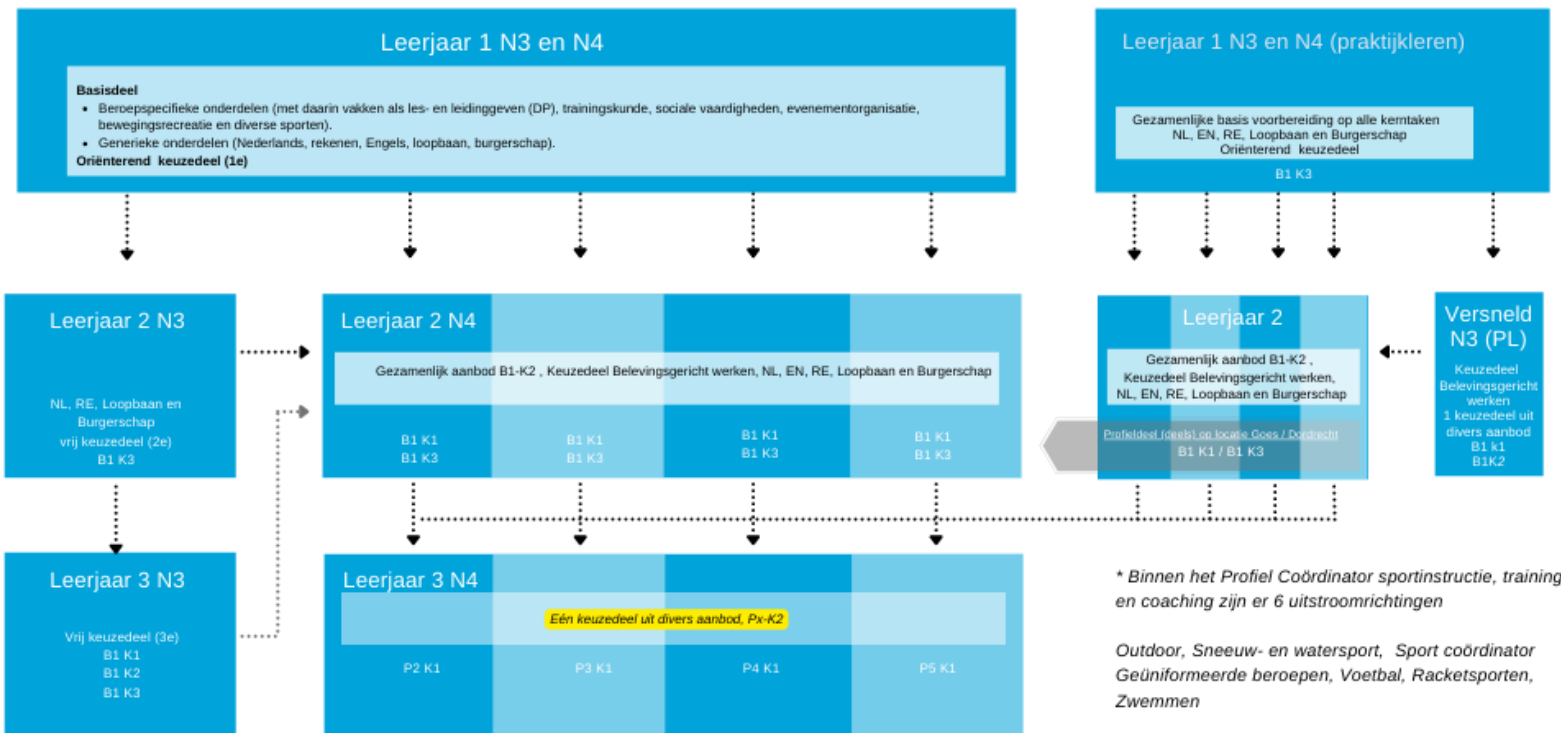 Leerjaar 1 N3 en N4
Basisdeel
• Beroepspecifieke onderdelen (met daarin vakken als les- en leidinggeven (DP), trainingskunde, sociale vaardigheden, evenementorganisatie,
bewegingsrecreatie en diverse sporten).
• Generieke onderdelen (Nederlands, rekenen, Engels, loopbaan, burgerschap).
Oriënterend keuzedeel (1e)
Leerjaar 1 N3 en N4 (praktijkleren)
Gezamenlijke basis voorbereiding op alle kerntaken
NL, EN, RE, Loopbaan en Burgerschap
Oriënterend keuzedeel
B1 K3
Leerjaar 2 N3
NL, RE, Loopbaan en
Burgerschap
vrij keuzedeel (2e)
B1 K3
Leerjaar 2 N4
Gezamenlijk aanbod B1-K2 , Keuzedeel Belevingsgericht werken, NL, EN, RE, Loopbaan en Burgerschap
B1 K1
B1 K3
B1 K1
B1 K3
B1 K1
B1 K3
B1 K1
B1 K3
Leerjaar 2
Gezamenlijk aanbod B1-K2 ,
Keuzedeel Belevingsgericht werken,
NL, EN, RE, Loopbaan en Burgerschap
Profieldeel (deels) op locatie Goes / Dordrecht
B1 K1 / B1 K3
Versneld
N3 (PL)
Keuzedeel
Belevingsgericht
werken
1 keuzedeel uit
divers aanbod
B1 k1
B1K2
Leerjaar 3 N3
Vrij keuzedeel (3e)
B1 K1
B1 K2
B1 K3
Leerjaar 3 N4
Eén keuzedeel uit divers aanbod, Px-K2
P2 K1
P3 K1
P4 K1
P5 K1
* Binnen het Profiel Coördinator sportinstructie, training
en coaching zijn er 6 uitstroomrichtingen
Outdoor, Sneeuw- en watersport, Sport coördinator
Geüniformeerde beroepen, Voetbal, Racketsporten,
Zwemmen